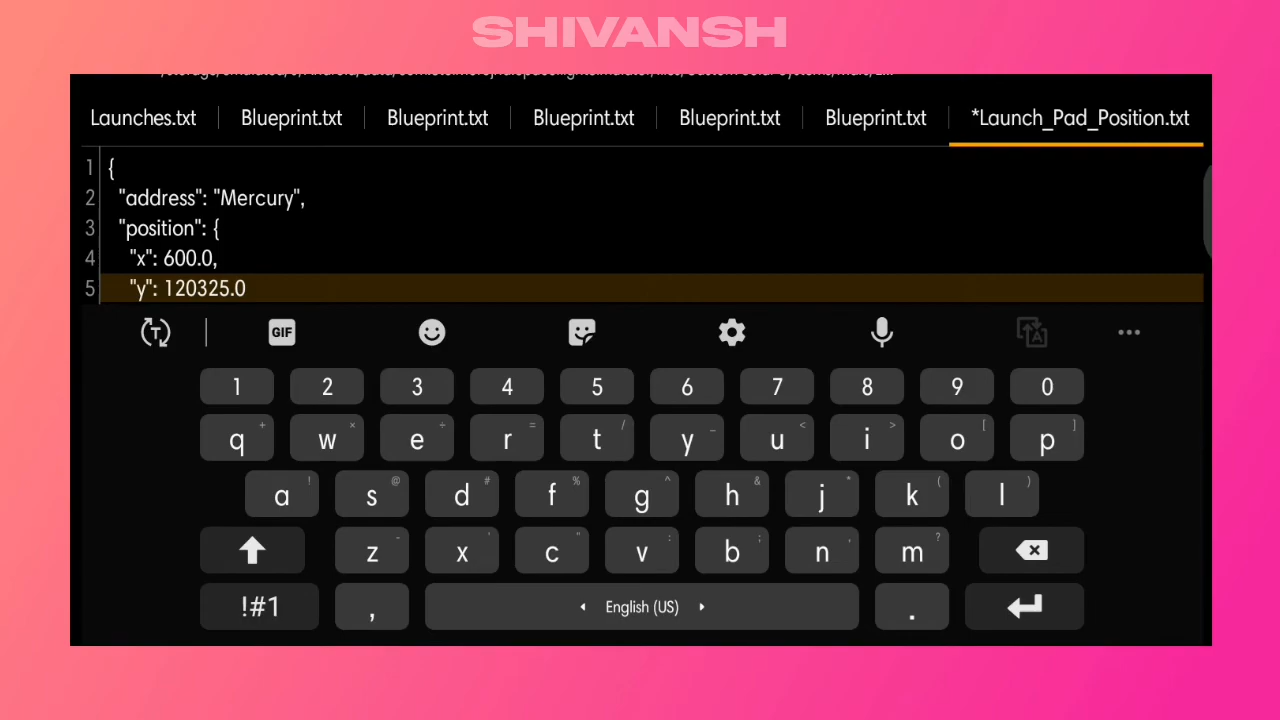 SHIVANSH
Launches.txt Blueprint.txt Blueprint.txt Blueprint.txt Blueprint.txt Blueprint.txt *Launch_Pad_Position.txt
1 {
2 "address": "Mercury",
3 "position": {
4 "x": 600.0,
5 "y": 120325.0
T GIF A
1 2 3 4 5 6 7 8 9 0
q + w × e ÷ r = t / y _ u < i > o [ p ]
a ! s @ d # f % g ^ h & j * k ( l )
z - x ' c " v : b ; n , m ?
!#1 , English (US) .